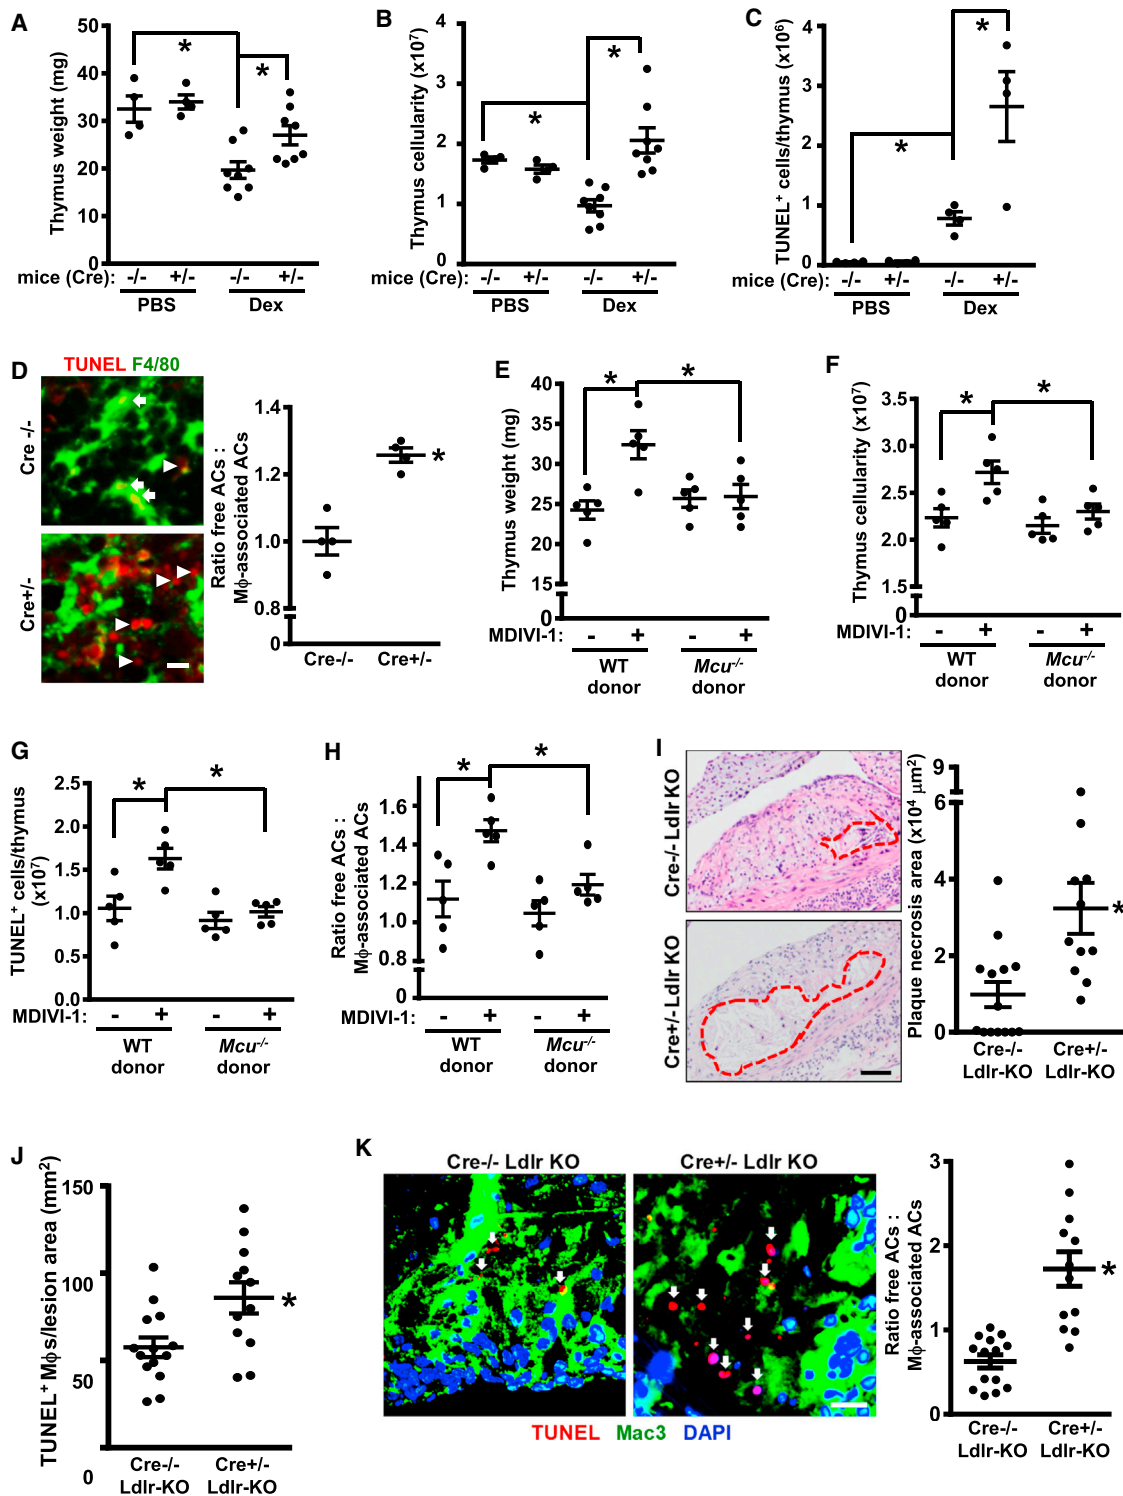 A
Thymus weight (mg)
50
40
30
20
10
0
*
*
mice (Cre): -/- +/- -/- +/-
PBS Dex
B
Thymus cellularity (x10⁷)
4
3
2
1
0
*
*
mice (Cre): -/- +/- -/- +/-
PBS Dex
C
TUNEL⁺ cells/thymus (x10⁶)
4
3
2
1
0
*
*
mice (Cre): -/- +/- -/- +/-
PBS Dex
D
TUNEL F4/80
Cre -/-
Cre+/-
Ratio free ACs :
Mϕ-associated ACs
1.4
1.2
1.0
0.8
0
*
Cre-/- Cre+/-
E
Thymus weight (mg)
40
35
30
25
20
15
0
*
*
MDIVI-1: - + - +
WT Mcu⁻/⁻
donor donor
F
Thymus cellularity (x10⁷)
3.5
3.0
2.5
2.0
1.5
0
*
*
MDIVI-1: - + - +
WT Mcu⁻/⁻
donor donor
G
TUNEL⁺ cells/thymus
(x10⁷)
2.5
2.0
1.5
1.0
0.5
0.0
*
*
MDIVI-1: - + - +
WT Mcu⁻/⁻
donor donor
H
Ratio free ACs :
Mϕ-associated ACs
1.6
1.4
1.2
1.0
0.8
0
*
*
MDIVI-1: - + - +
WT Mcu⁻/⁻
donor donor
I
Cre-/- Ldlr KO
Cre+/- Ldlr KO
Plaque necrosis area (x10⁴ μm²)
9
6
4
2
0
*
Cre-/- Cre+/-
Ldlr-KO Ldlr-KO
J
TUNEL⁺ Mϕs/lesion area (mm²)
150
100
50
0
*
Cre-/- Cre+/-
Ldlr-KO Ldlr-KO
K
Cre-/- Ldlr KO Cre+/- Ldlr KO
TUNEL Mac3 DAPI
Ratio free ACs :
Mϕ-associated ACs
3
2
1
0
*
Cre-/- Cre+/-
Ldlr-KO Ldlr-KO